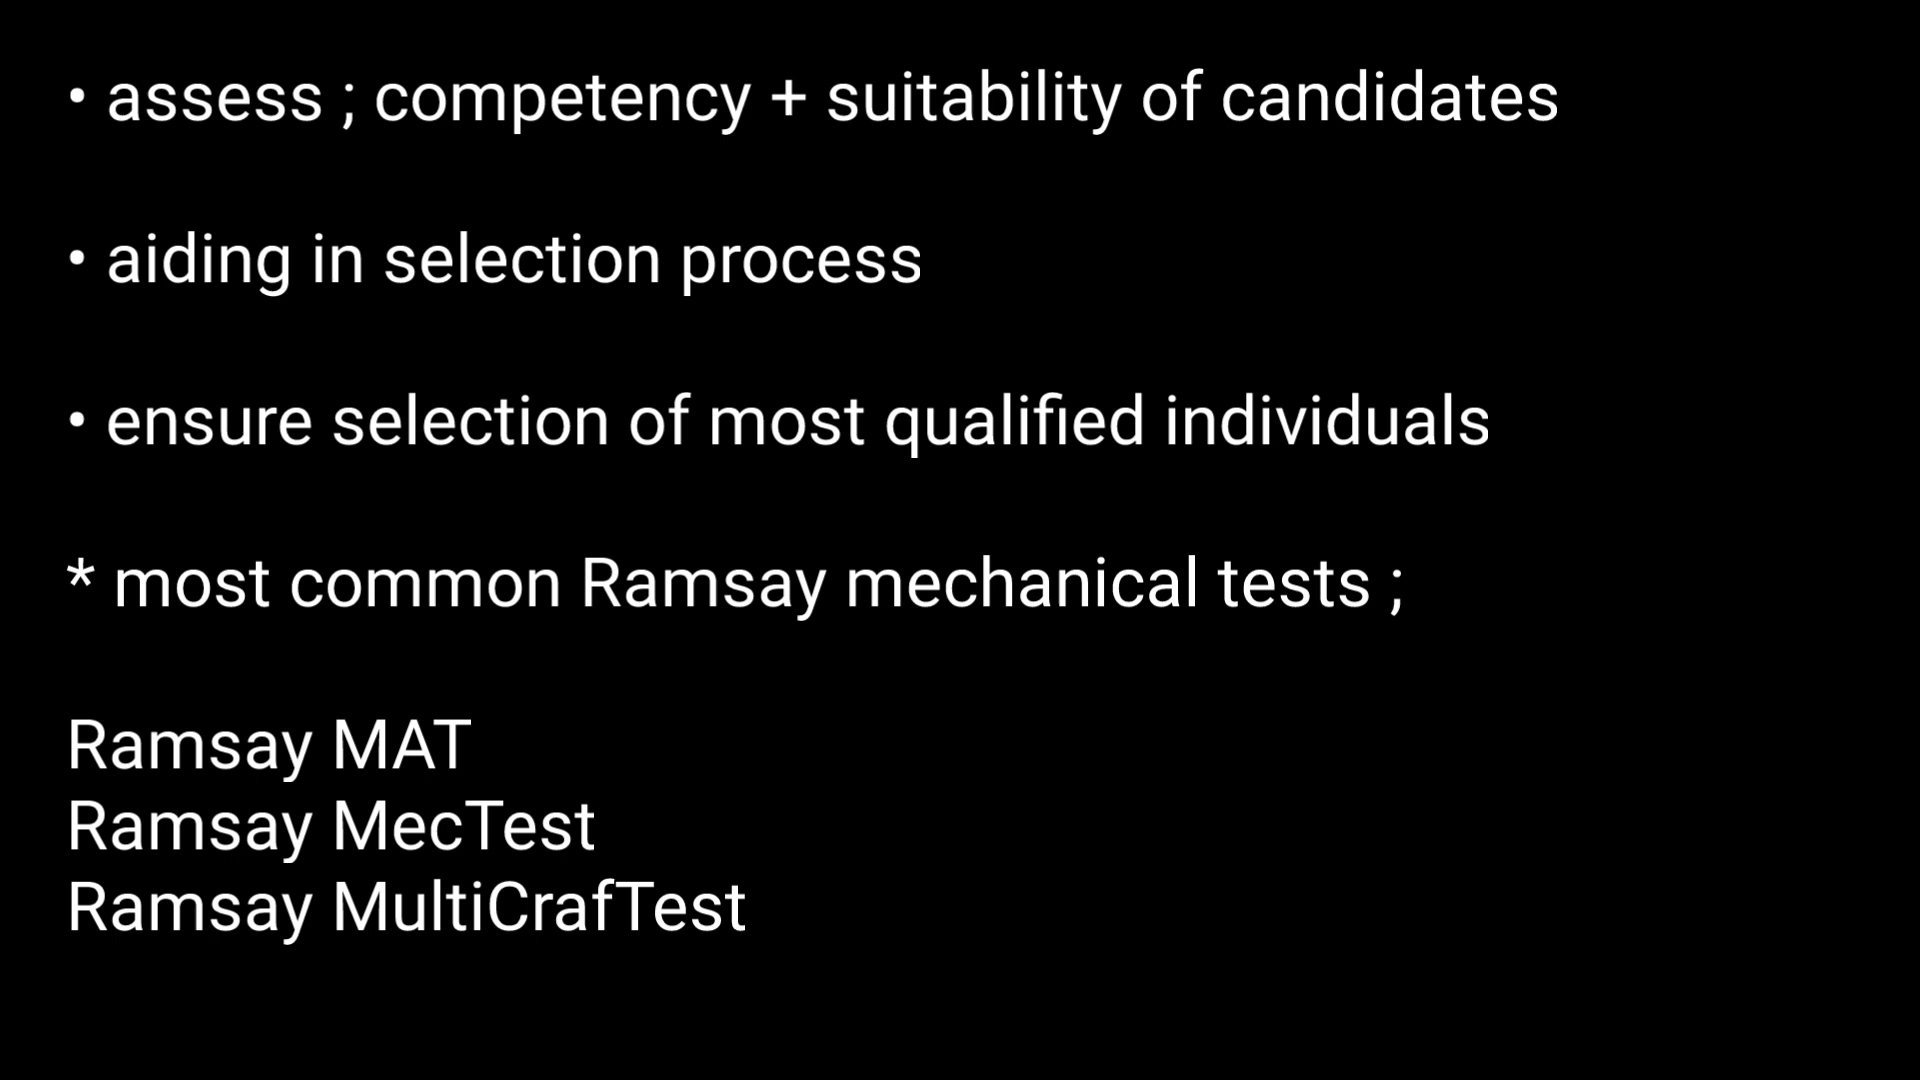 • assess ; competency + suitability of candidates
• aiding in selection process
• ensure selection of most qualified individuals
* most common Ramsay mechanical tests ;
Ramsay MAT
Ramsay MecTest
Ramsay MultiCrafTest